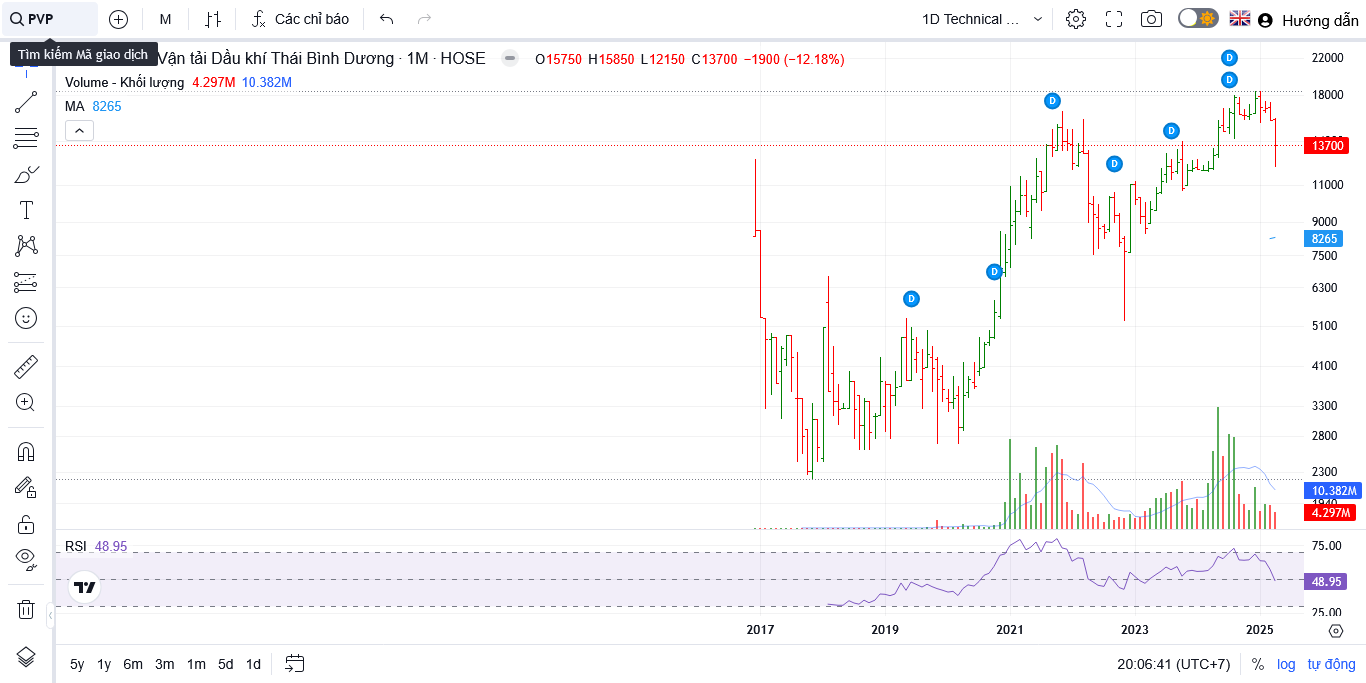 PVP
M
Các chỉ báo
1D Technical ...
Hướng dẫn
Tìm kiếm Mã giao dịch
Vận tải Dầu khí Thái Bình Dương · 1M · HOSE
O15750 H15850 L12150 C13700 −1900 (−12.18%)
Volume - Khối lượng 4.297M 10.382M
MA 8265
D
D
D
D
D
D
D
D
22000
18000
13700
11000
9000
8265
7500
6300
5100
4100
3300
2800
2300
10.382M
4.297M
RSI 48.95
75.00
48.95
25.00
2017 2019 2021 2023 2025
5y 1y 6m 3m 1m 5d 1d
20:06:41 (UTC+7) % log tự động